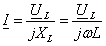 I = U_L / jX_L = U_L / jωL